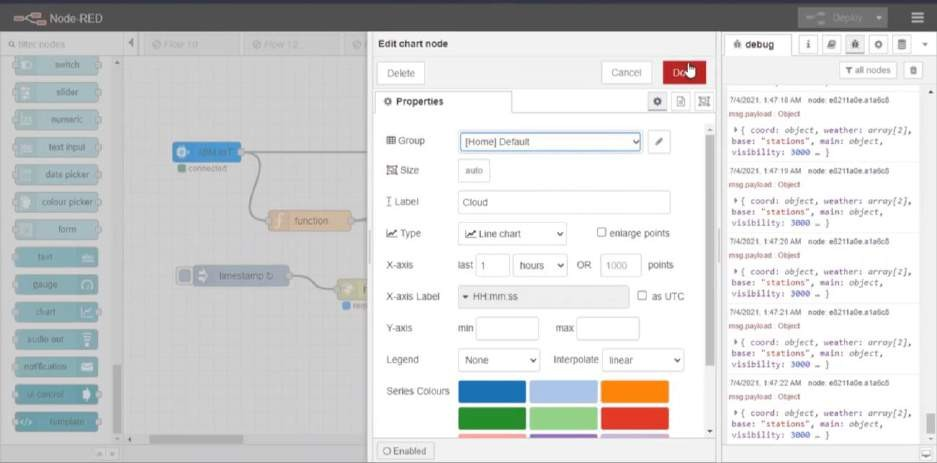 Node-RED
Deploy
filter nodes
Flow 10
Flow 12
switch
slider
numeric
text input
date picker
colour picker
form
text
gauge
chart
audio out
notification
ui control
template
connected
function
timestamp ↻
Edit chart node
Delete
Cancel
Properties
Group
[Home] Default
Size
auto
Label
Cloud
Type
Line chart
enlarge points
X-axis
last
1
hours
OR
1000
points
X-axis Label
HH:mm:ss
as UTC
Y-axis
min
max
Legend
None
Interpolate
linear
Series Colours
Enabled
debug
all nodes
7/4/2021, 1:47:18 AM node: e8211a0e.a1a6c8
msg.payload : Object
{ coord: object, weather: array[2],
base: "stations", main: object,
visibility: 3000 … }
7/4/2021, 1:47:19 AM node: e8211a0e.a1a6c8
msg.payload : Object
{ coord: object, weather: array[2],
base: "stations", main: object,
visibility: 3000 … }
7/4/2021, 1:47:20 AM node: e8211a0e.a1a6c8
msg.payload : Object
{ coord: object, weather: array[2],
base: "stations", main: object,
visibility: 3000 … }
7/4/2021, 1:47:21 AM node: e8211a0e.a1a6c8
msg.payload : Object
{ coord: object, weather: array[2],
base: "stations", main: object,
visibility: 3000 … }
7/4/2021, 1:47:22 AM node: e8211a0e.a1a6c8
msg.payload : Object
{ coord: object, weather: array[2],
base: "stations", main: object,
visibility: 3000 … }